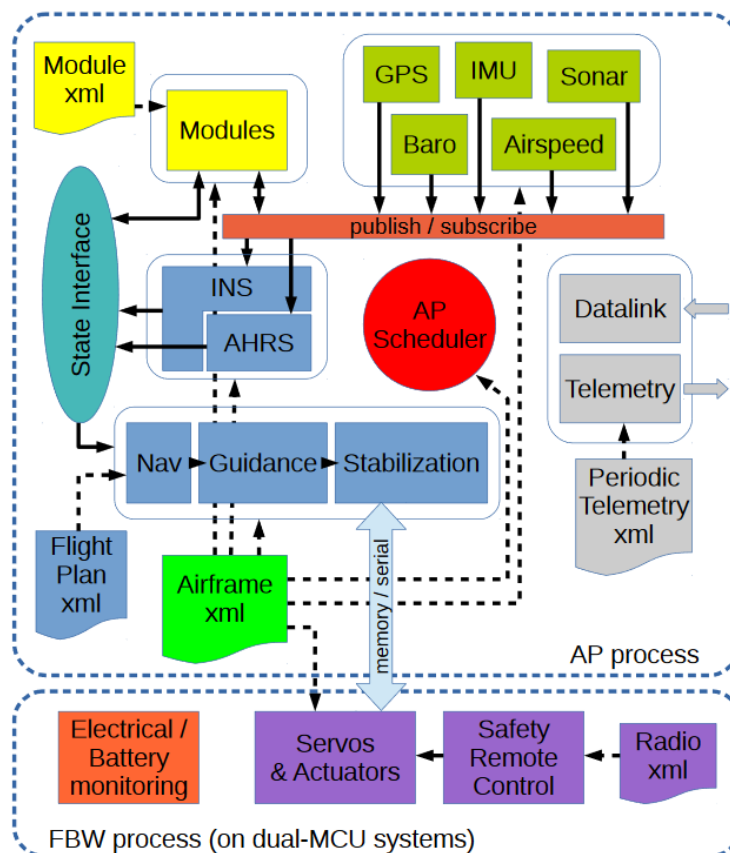 Module
xml
Modules
GPS
IMU
Sonar
Baro
Airspeed
publish / subscribe
State Interface
INS
AHRS
AP
Scheduler
Datalink
Telemetry
Nav
Guidance
Stabilization
Periodic
Telemetry
xml
Flight
Plan
xml
Airframe
xml
memory / serial
AP process
Electrical /
Battery
monitoring
Servos
& Actuators
Safety
Remote
Control
Radio
xml
FBW process (on dual-MCU systems)